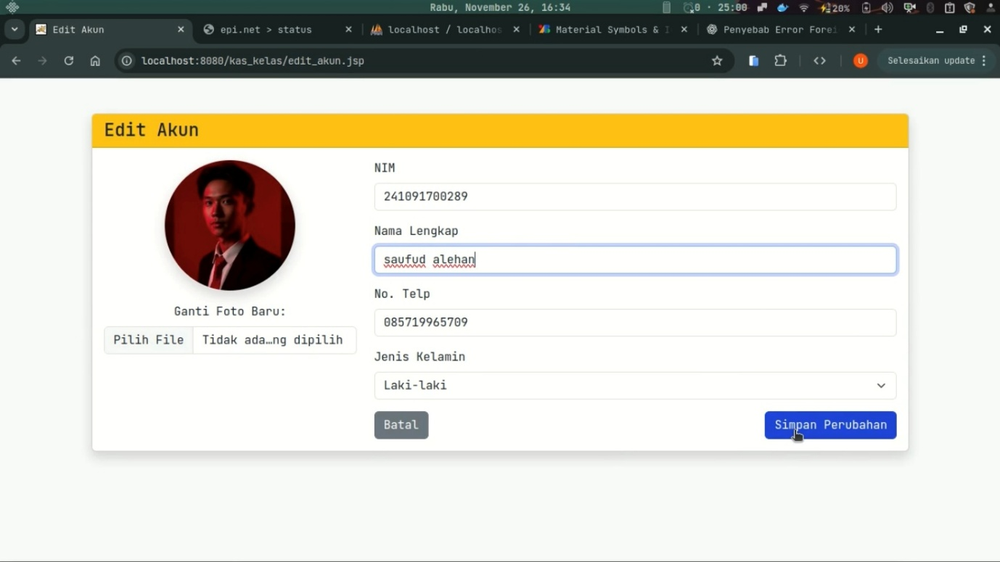 Rabu, November 26, 16:34
0 · 25:00
20%
Edit Akun
epi.net > status
localhost / localhos
Material Symbols & I
Penyebab Error Forei
localhost:8080/kas_kelas/edit_akun.jsp
U
Selesaikan update
Edit Akun
Ganti Foto Baru:
Pilih File
Tidak ada…ng dipilih
NIM
241091700289
Nama Lengkap
saufud alehan
No. Telp
085719965709
Jenis Kelamin
Laki-laki
Batal
Simpan Perubahan